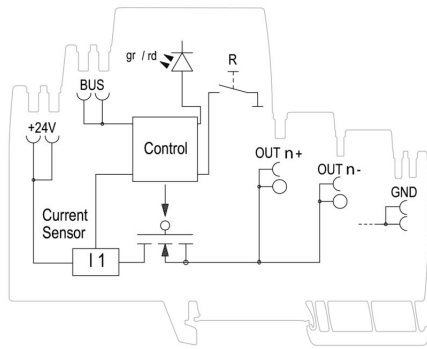 gr / rd
R
BUS
+24V
Control
OUT n+
OUT n-
GND
Current
Sensor
I 1